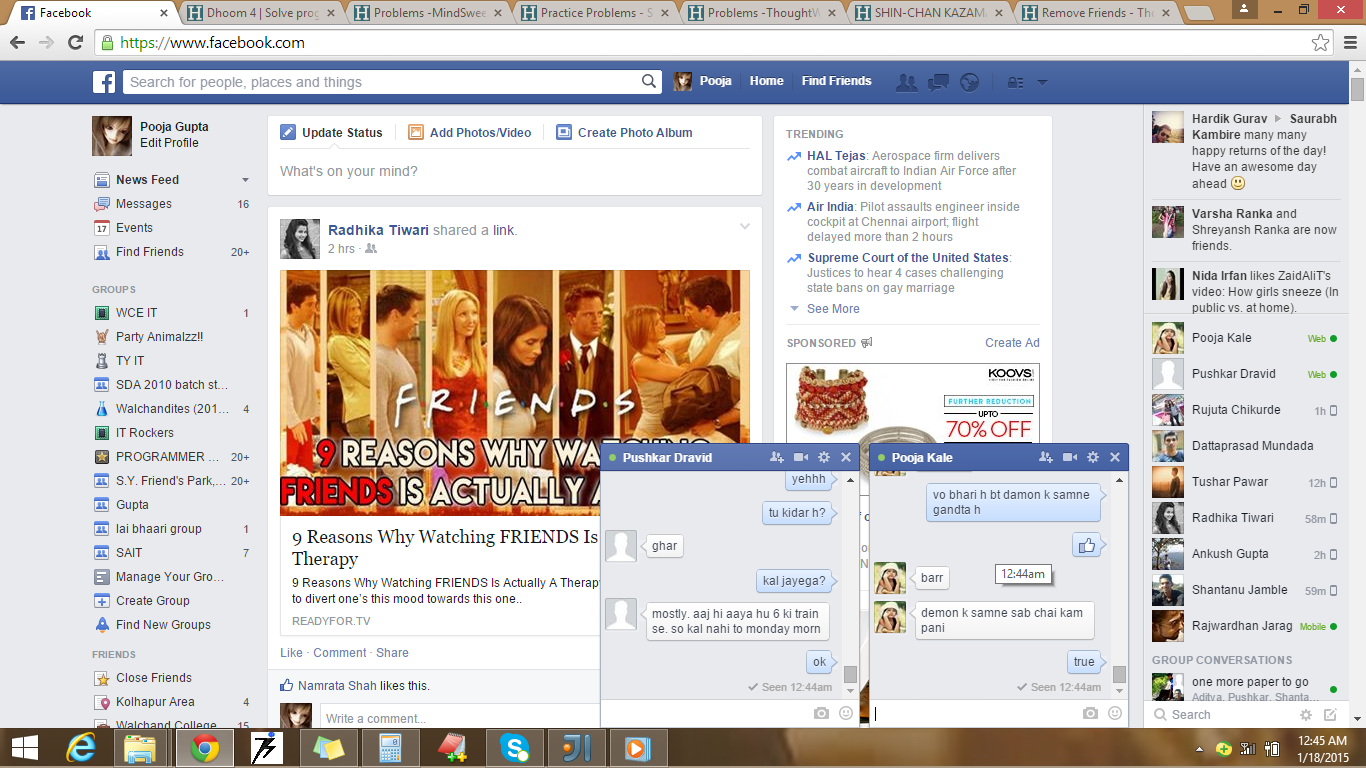 Facebook
Dhoom 4 | Solve prog
Problems -MindSwee
Practice Problems - S
Problems -ThoughtW
SHIN-CHAN KAZAMA
Remove Friends - Tho
https://www.facebook.com
Search for people, places and things
Pooja
Home
Find Friends
Pooja Gupta
Edit Profile
News Feed
Messages 16
Events
Find Friends 20+
GROUPS
WCE IT 1
Party Animalzz!!
TY IT
SDA 2010 batch st...
Walchandites (201... 4
IT Rockers
PROGRAMMER ... 20+
S.Y. Friend's Park,... 20+
Gupta
lai bhaari group 1
SAIT 7
Manage Your Gro...
Create Group
Find New Groups
FRIENDS
Close Friends
Kolhapur Area 4
Walchand College 15
Update Status
Add Photos/Video
Create Photo Album
What's on your mind?
Radhika Tiwari shared a link.
2 hrs ·
F·R·I·E·N·D·S
9 REASONS WHY WATCHING
FRIENDS IS ACTUALLY A
9 Reasons Why Watching FRIENDS Is
Therapy
9 Reasons Why Watching FRIENDS Is Actually A Therap
to divert one's this mood towards this one..
READYFOR.TV
Like · Comment · Share
Namrata Shah likes this.
Write a comment...
TRENDING
HAL Tejas: Aerospace firm delivers
combat aircraft to Indian Air Force after
30 years in development
Air India: Pilot assaults engineer inside
cockpit at Chennai airport; flight
delayed more than 2 hours
Supreme Court of the United States:
Justices to hear 4 cases challenging
state bans on gay marriage
See More
SPONSORED
Create Ad
KOOVS
FURTHER REDUCTION
UPTO
70% OFF
Pushkar Dravid
yehhh
tu kidar h?
ghar
kal jayega?
mostly. aaj hi aaya hu 6 ki train
se. so kal nahi to monday morn
ok
Seen 12:44am
Pooja Kale
vo bhari h bt damon k samne
gandta h
barr
12:44am
demon k samne sab chai kam
pani
true
Seen 12:44am
Hardik Gurav ▶ Saurabh
Kambire many many
happy returns of the day!
Have an awesome day
ahead
Varsha Ranka and
Shreyansh Ranka are now
friends.
Nida Irfan likes ZaidAliT's
video: How girls sneeze (In
public vs. at home).
Pooja Kale Web
Pushkar Dravid Web
Rujuta Chikurde 1h
Dattaprasad Mundada
Tushar Pawar 12h
Radhika Tiwari 58m
Ankush Gupta 2h
Shantanu Jamble 59m
Rajwardhan Jarag Mobile
GROUP CONVERSATIONS
one more paper to go
Aditya, Pushkar, Shanta...
Search
12:45 AM
1/18/2015